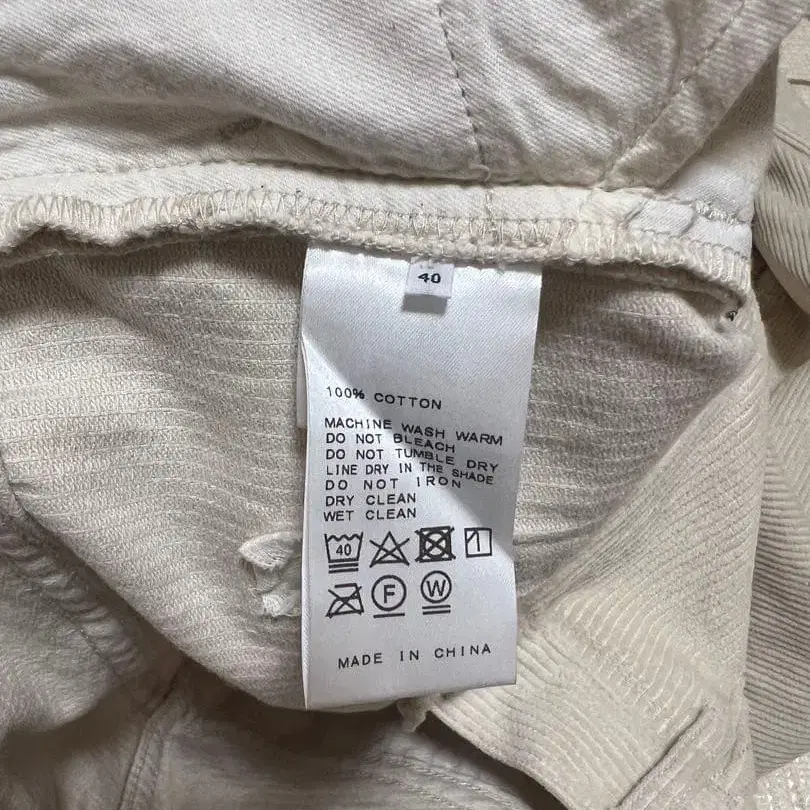 40
100% COTTON
MACHINE WASH WARM
DO NOT BLEACH
DO NOT TUMBLE DRY
LINE DRY IN THE SHADE
DO NOT IRON
DRY CLEAN
WET CLEAN
40
F W
MADE IN CHINA